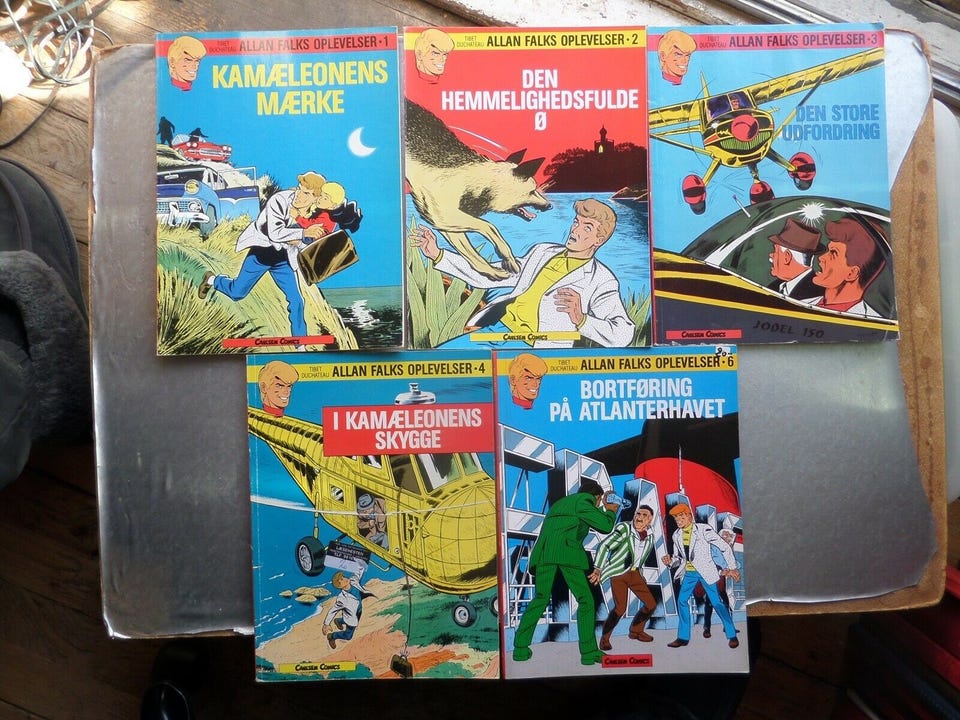 TIBET
DUCHATEAU
ALLAN FALKS OPLEVELSER · 1
KAMÆLEONENS
MÆRKE
CARLSEN COMICS
TIBET
DUCHATEAU
ALLAN FALKS OPLEVELSER · 2
DEN
HEMMELIGHEDSFULDE
Ø
CARLSEN COMICS
TIBET
DUCHATEAU
ALLAN FALKS OPLEVELSER · 3
DEN STORE
UDFORDRING
JODEL 150
CARLSEN COMICS
TIBET
DUCHATEAU
ALLAN FALKS OPLEVELSER · 4
I KAMÆLEONENS
SKYGGE
CARLSEN COMICS
TIBET
DUCHATEAU
ALLAN FALKS OPLEVELSER · 6
BORTFØRING
PÅ ATLANTERHAVET
CARLSEN COMICS